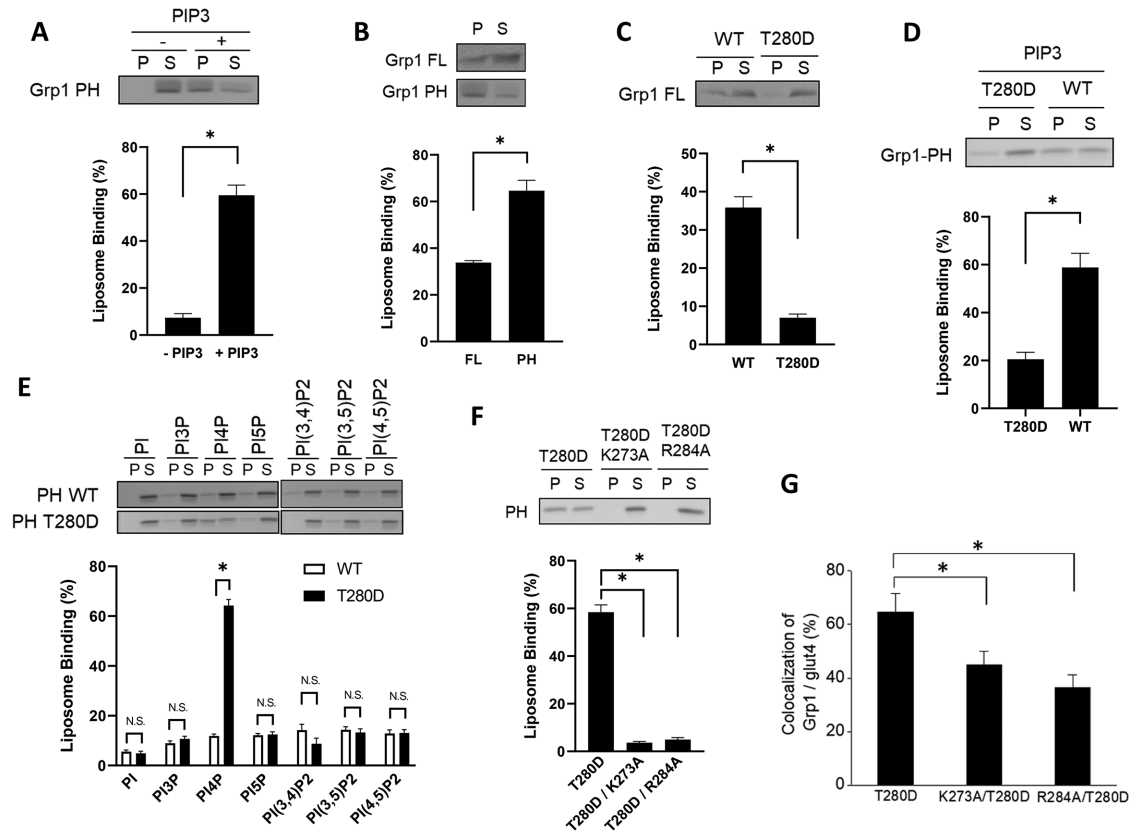 A
PIP3
- +
P S P S
Grp1 PH
*
Liposome Binding (%)
80
60
40
20
0
- PIP3 + PIP3
B
P S
Grp1 FL
Grp1 PH
*
Liposome Binding (%)
80
60
40
20
0
FL PH
C
WT T280D
P S P S
Grp1 FL
*
Liposome Binding (%)
50
40
30
20
10
0
WT T280D
D
PIP3
T280D WT
P S P S
Grp1-PH
*
Liposome Binding (%)
80
60
40
20
0
T280D WT
E
PI PI3P PI4P PI5P PI(3,4)P2 PI(3,5)P2 PI(4,5)P2
P S P S P S P S P S P S P S
PH WT
PH T280D
WT
T280D
*
N.S. N.S. N.S. N.S. N.S. N.S.
Liposome Binding (%)
80
60
40
20
0
PI PI3P PI4P PI5P PI(3,4)P2 PI(3,5)P2 PI(4,5)P2
F
T280D T280D T280D
K273A R284A
P S P S P S
PH
*
*
Liposome Binding (%)
80
60
40
20
0
T280D T280D / K273A T280D / R284A
G
*
*
Colocalization of
Grp1 / glut4 (%)
80
60
40
20
0
T280D K273A/T280D R284A/T280D